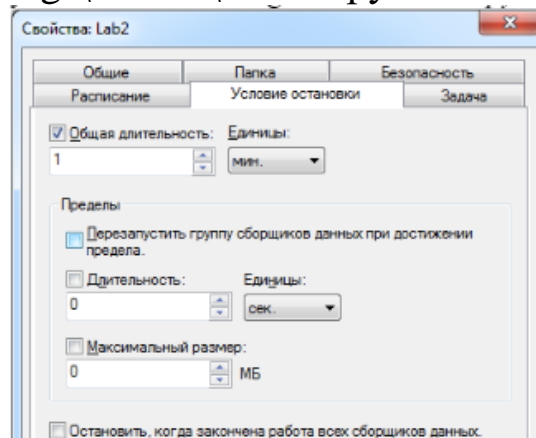 Свойства: Lab2
Общие Папка Безопасность
Расписание Условие остановки Задача
Общая длительность: Единицы:
1 мин.
Пределы
Перезапустить группу сборщиков данных при достижении
предела.
Длительность: Единицы:
0 сек.
Максимальный размер:
0 МБ
Остановить, когда закончена работа всех сборщиков данных.